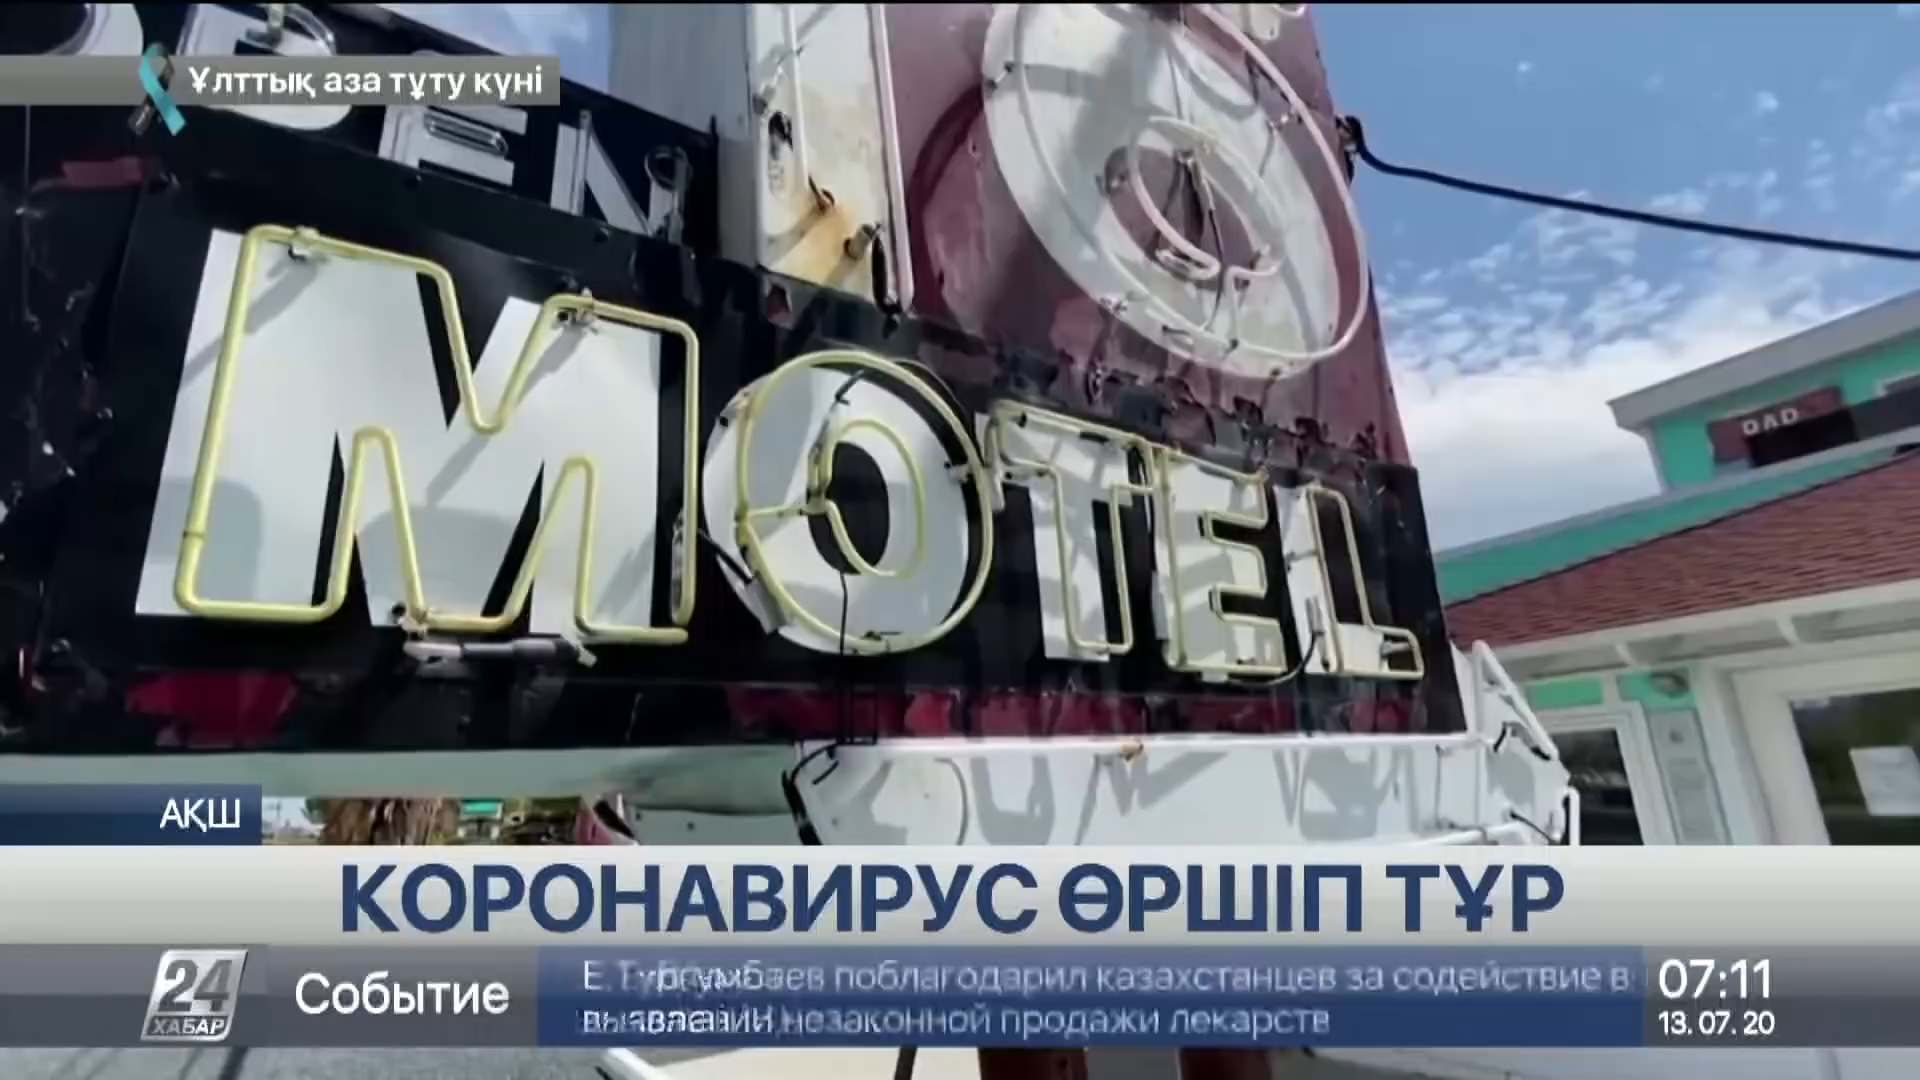 OPEN
Ұлттық аза тұту күні
MOTEL
DAD
АҚШ
КОРОНАВИРУС ӨРШІП ТҰР
24
ХАБАР
Событие
поблагодарил казахстанцев за содействие в
незаконной продажи лекарств
07:11
13. 07. 20